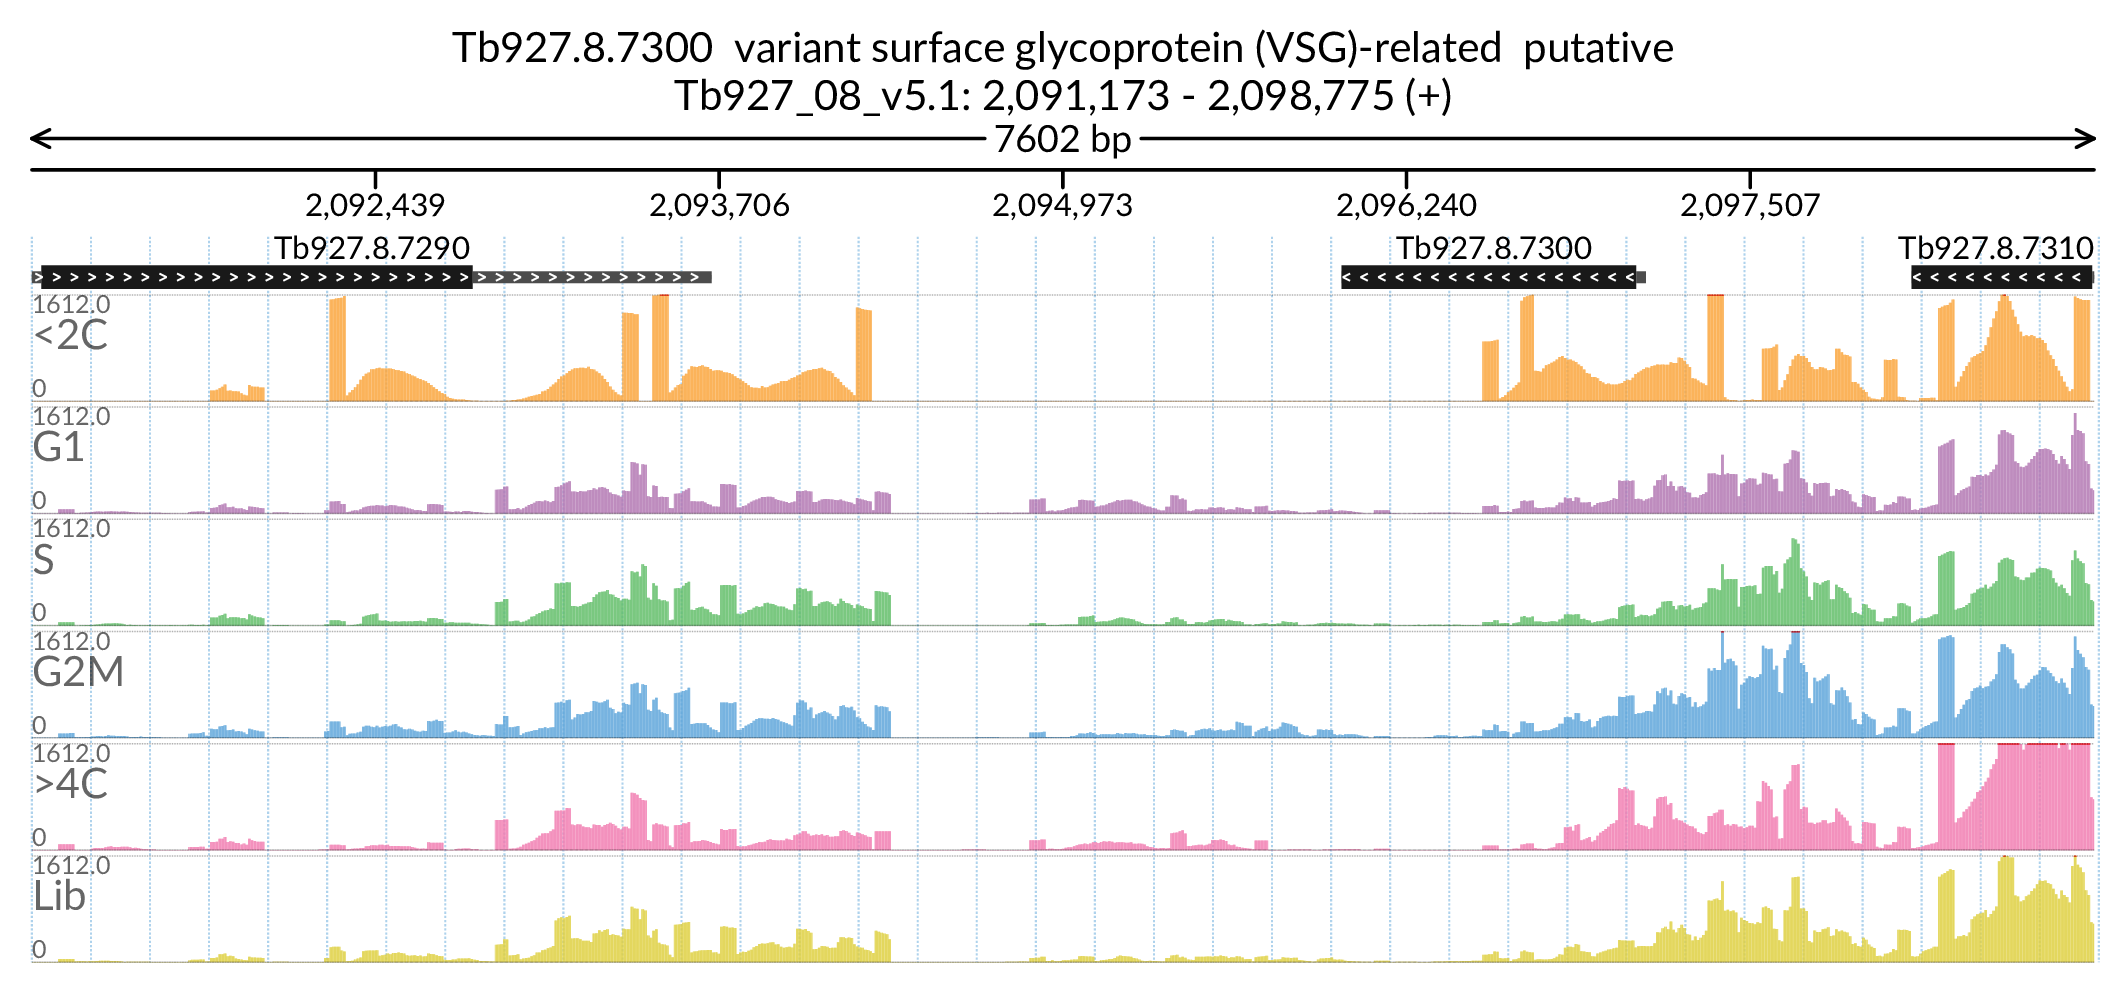 Tb927.8.7300  variant surface glycoprotein (VSG)-related  putative
Tb927_08_v5.1: 2,091,173 - 2,098,775 (+)
7602 bp
2,092,439 2,093,706 2,094,973 2,096,240 2,097,507
Tb927.8.7290 Tb927.8.7300 Tb927.8.7310
1612.0
<2C
0
1612.0
G1
0
1612.0
S
0
1612.0
G2M
0
1612.0
>4C
0
1612.0
Lib
0